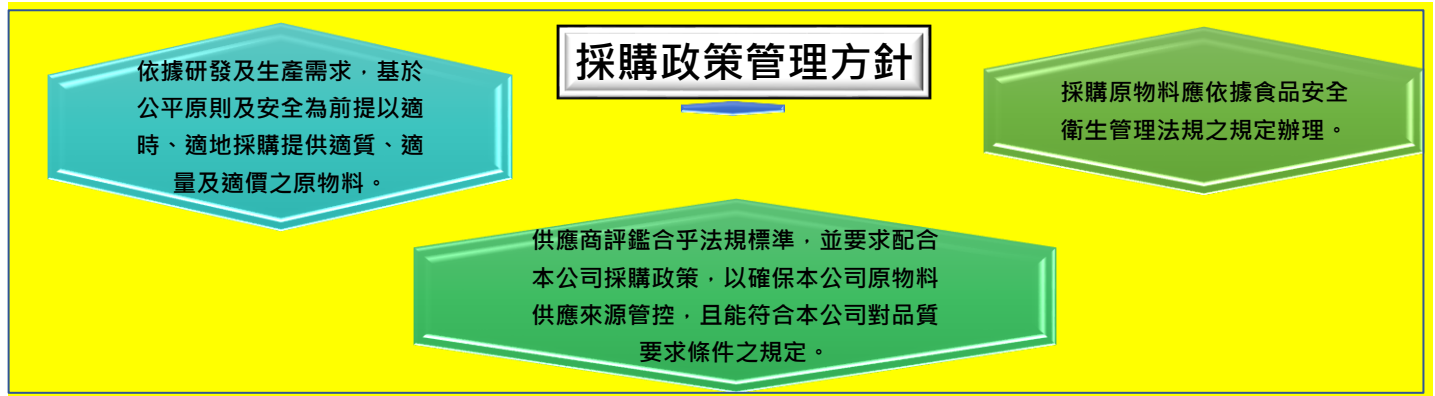 採購政策管理方針
依據研發及生產需求，基於
公平原則及安全為前提以適
時、適地採購提供適質、適
量及適價之原物料。
採購原物料應依據食品安全
衛生管理法規之規定辦理。
供應商評鑑合乎法規標準，並要求配合
本公司採購政策，以確保本公司原物料
供應來源管控，且能符合本公司對品質
要求條件之規定。